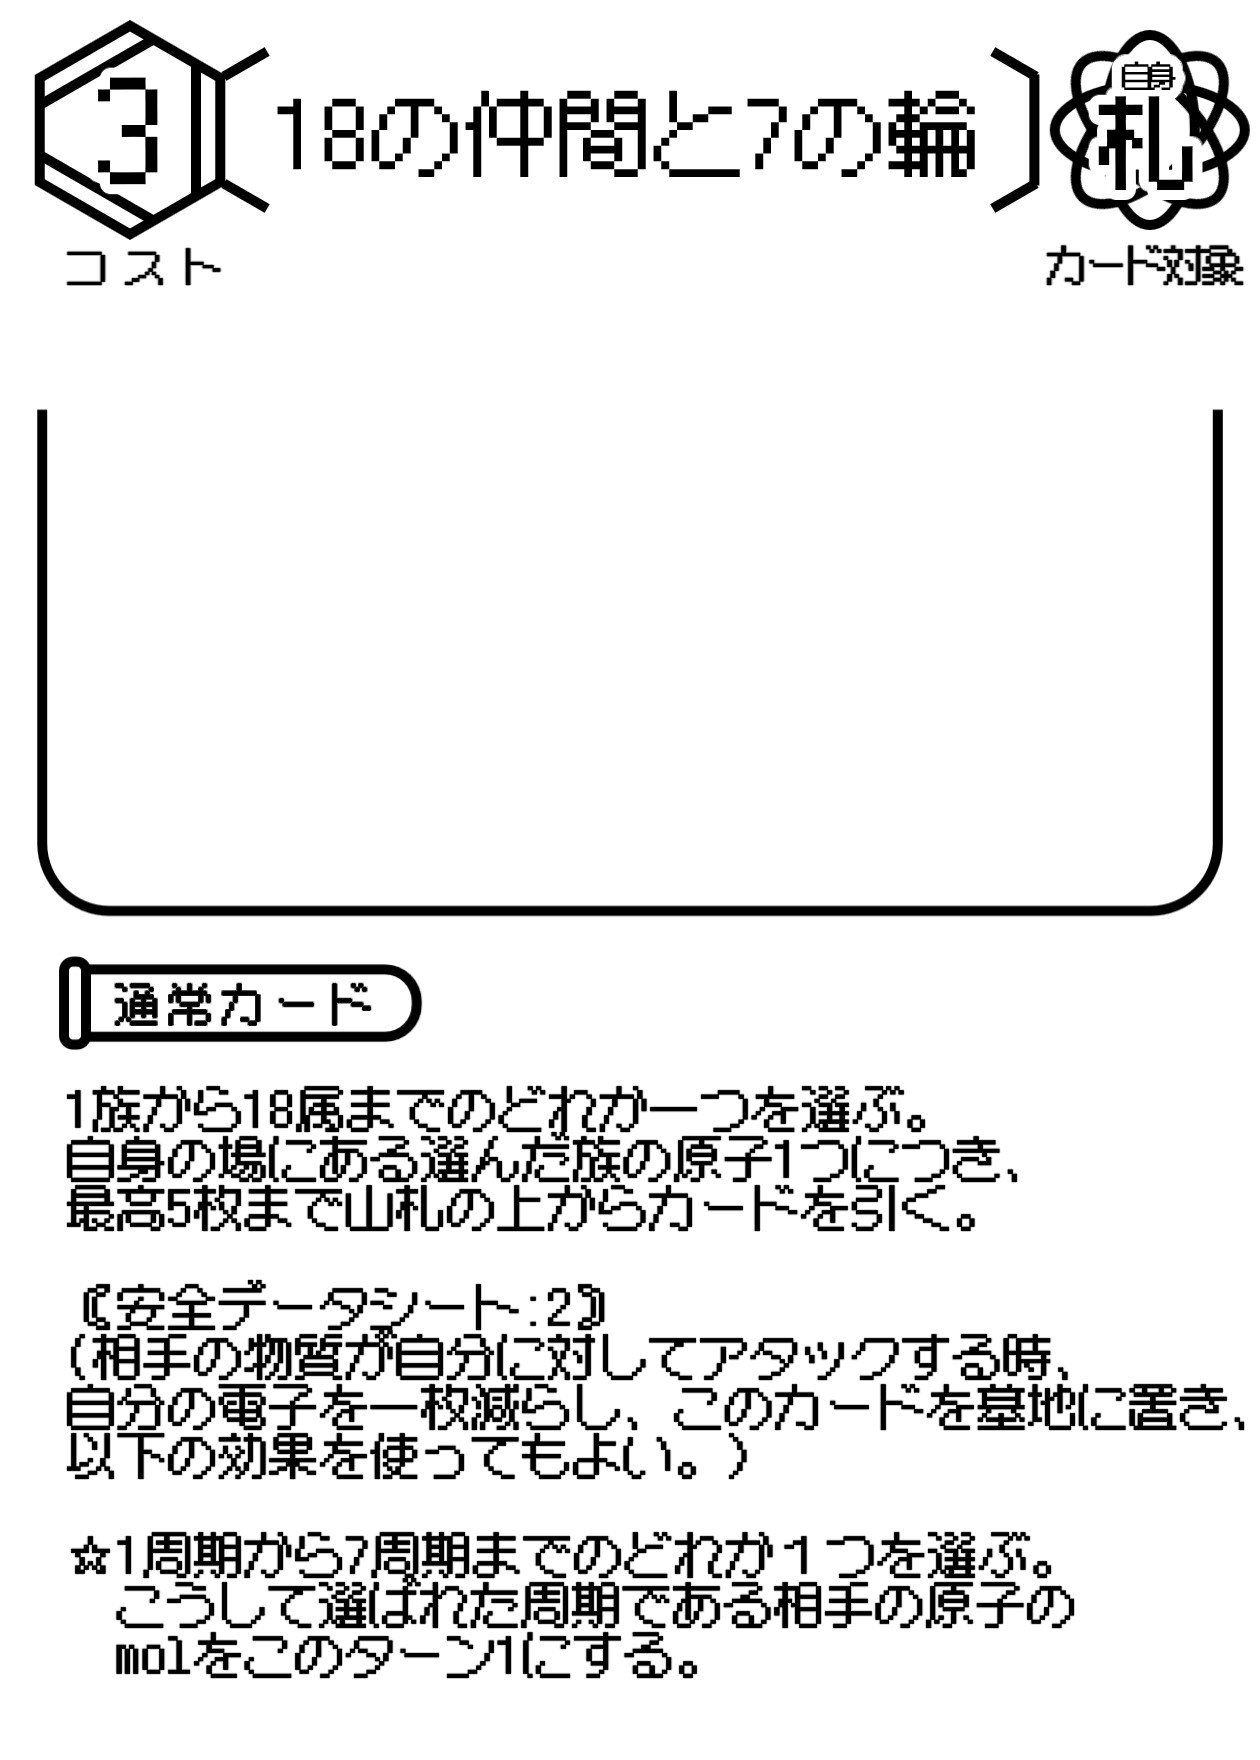 3
18の仲間と7の輪
自身
札
コスト
カード対象
通常カード
1族から18属までのどれか一つを選ぶ。
自身の場にある選んだ族の原子1つにつき、
最高5枚まで山札の上からカードを引く。
〘安全データシート:2〙
(相手の物質が自分に対してアタックする時、
自分の電子を一枚減らし、このカードを墓地に置き、
以下の効果を使ってもよい。)
☆1周期から7周期までのどれか１つを選ぶ。
こうして選ばれた周期である相手の原子の
molをこのターン1にする。